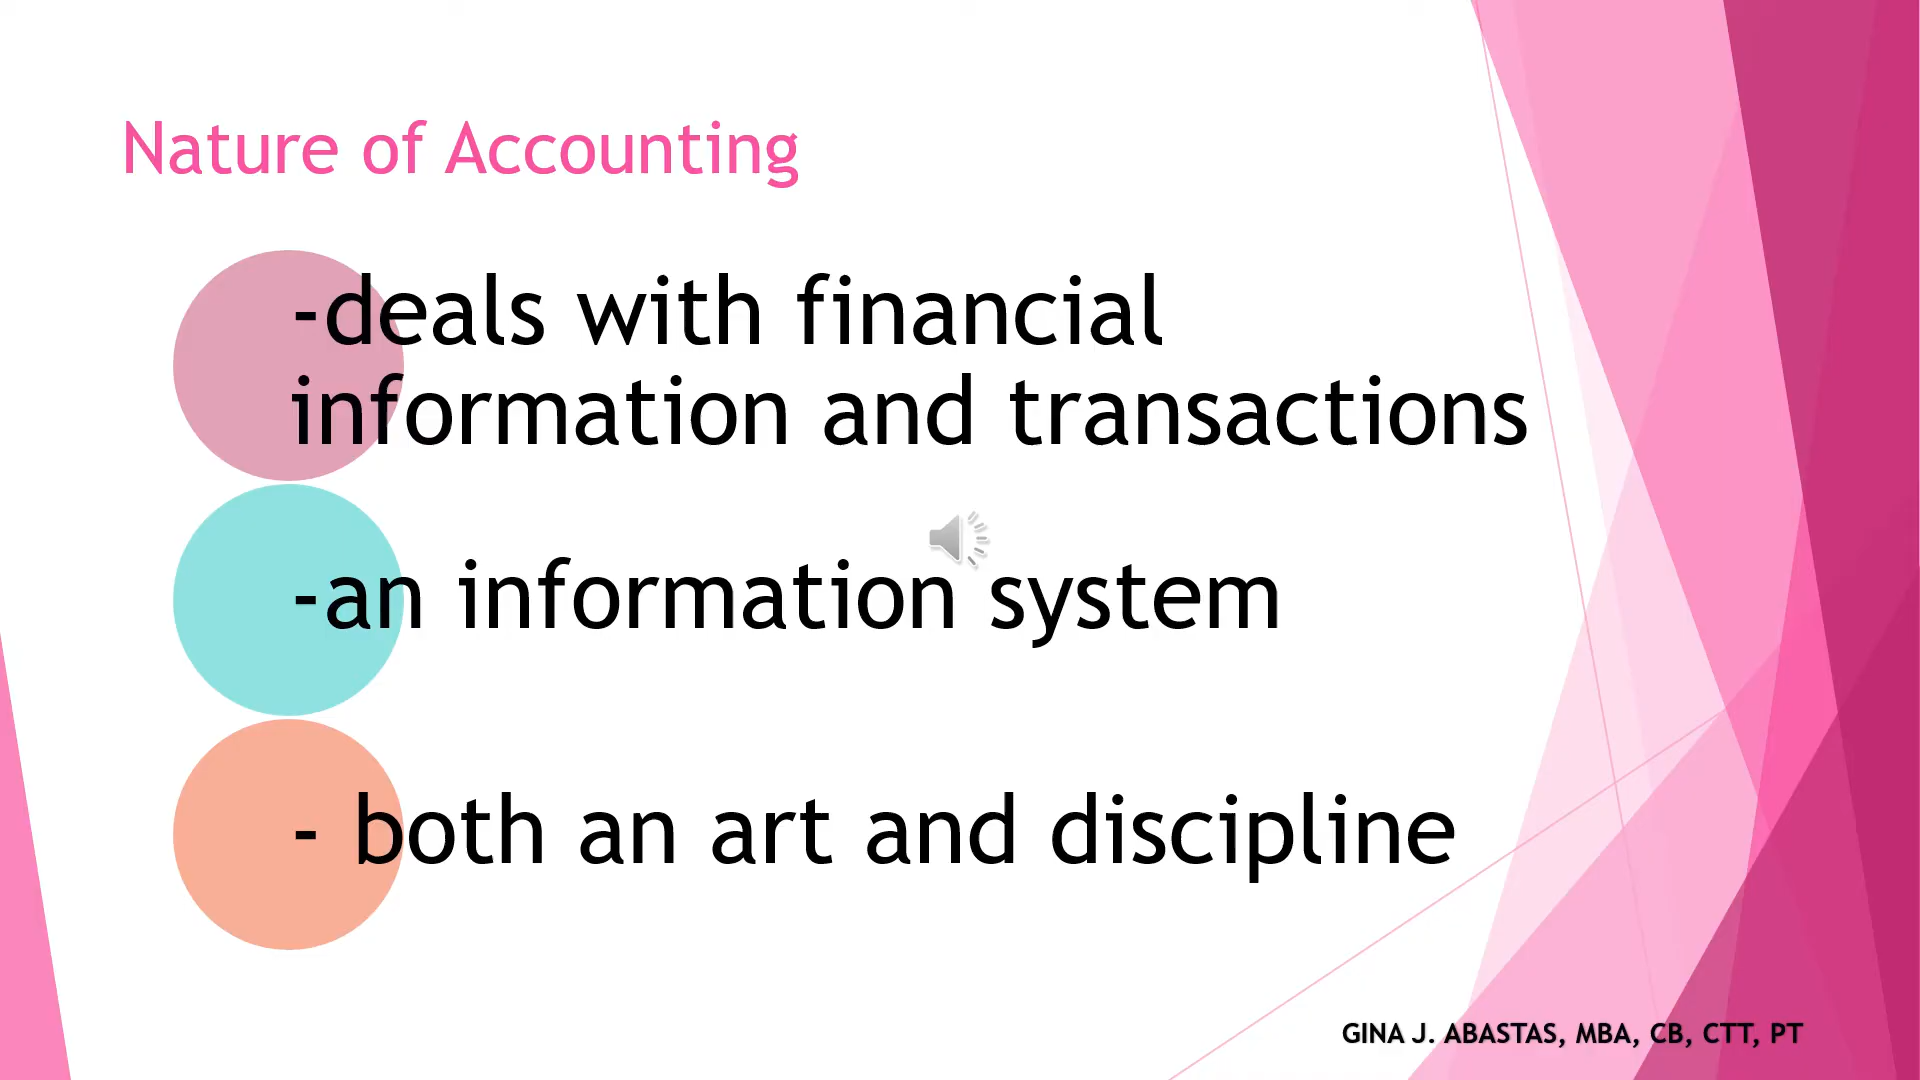 Nature of Accounting
-deals with financial
information and transactions
-an information system
- both an art and discipline
GINA J. ABASTAS, MBA, CB, CTT, PT